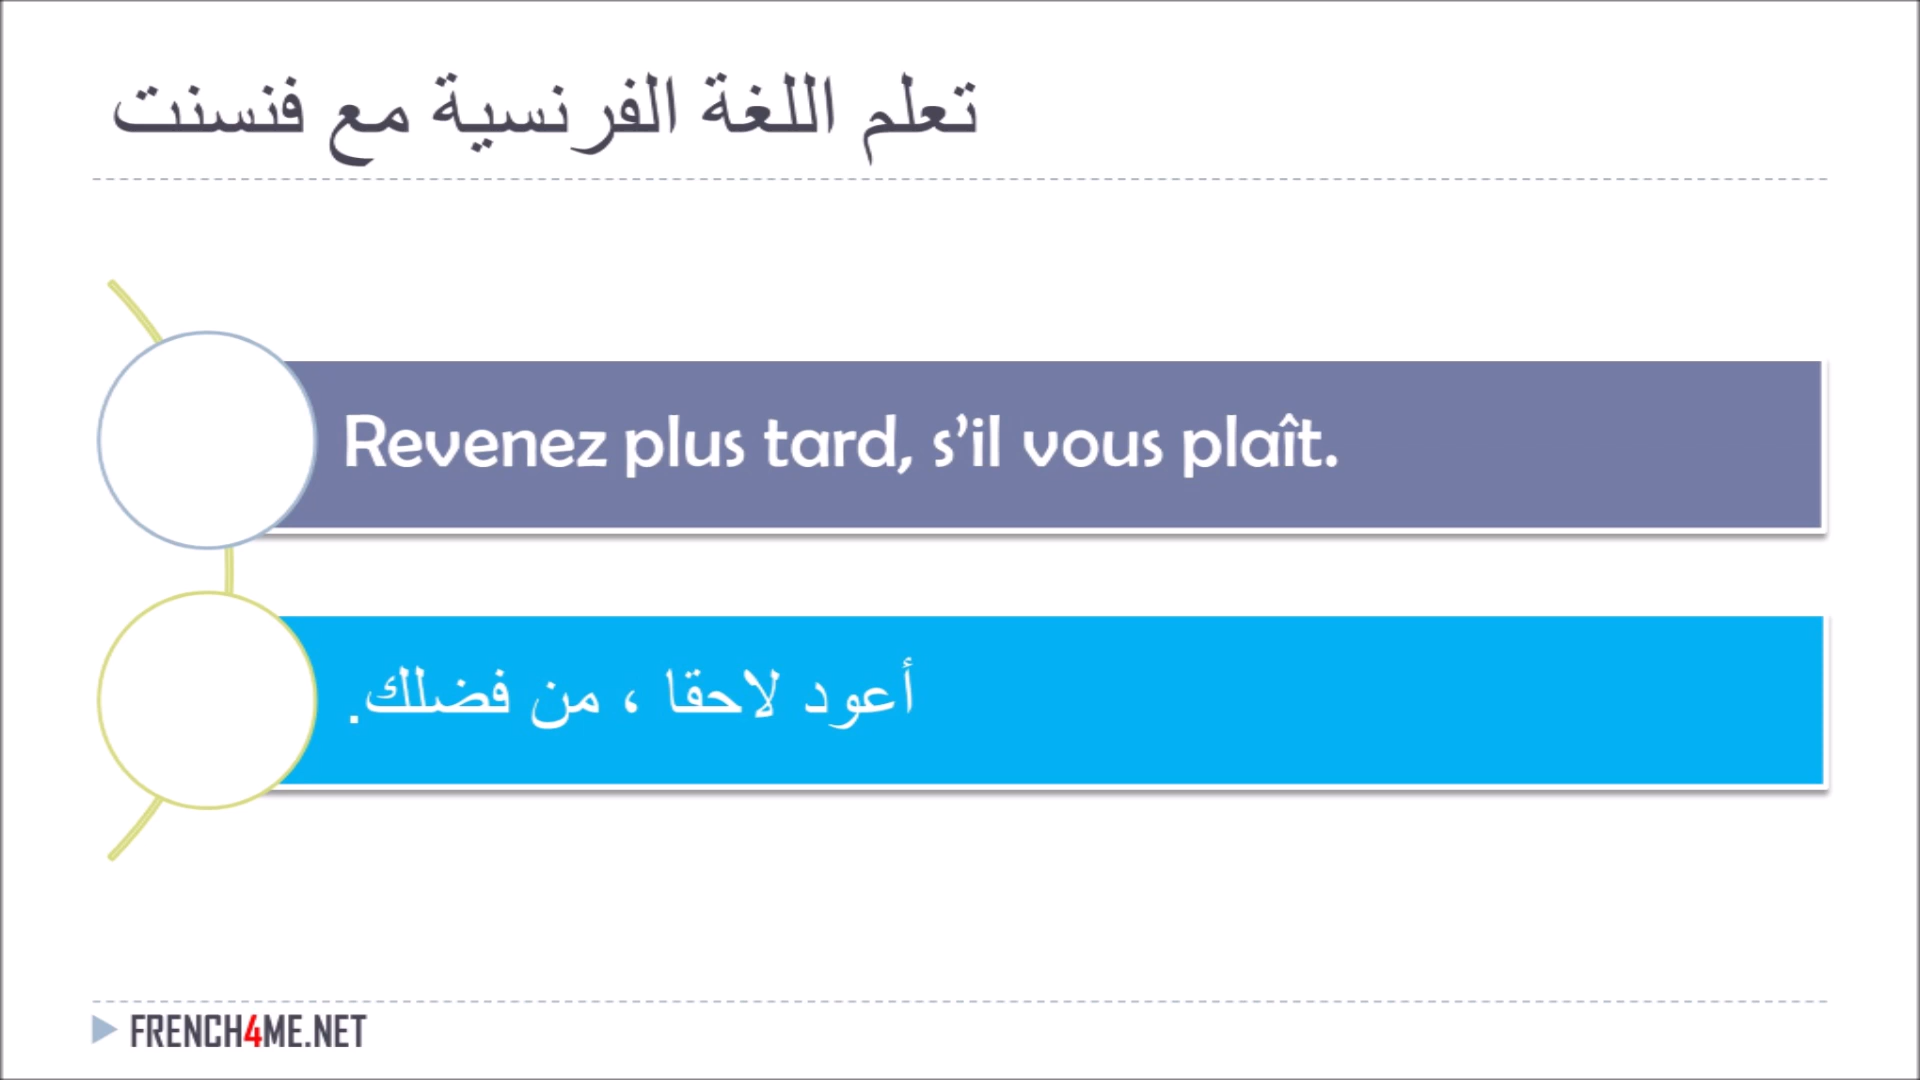 تعلم اللغة الفرنسية مع فنسنت
Revenez plus tard, s’il vous plaît.
أعود لاحقا ، من فضلك.
FRENCH4ME.NET